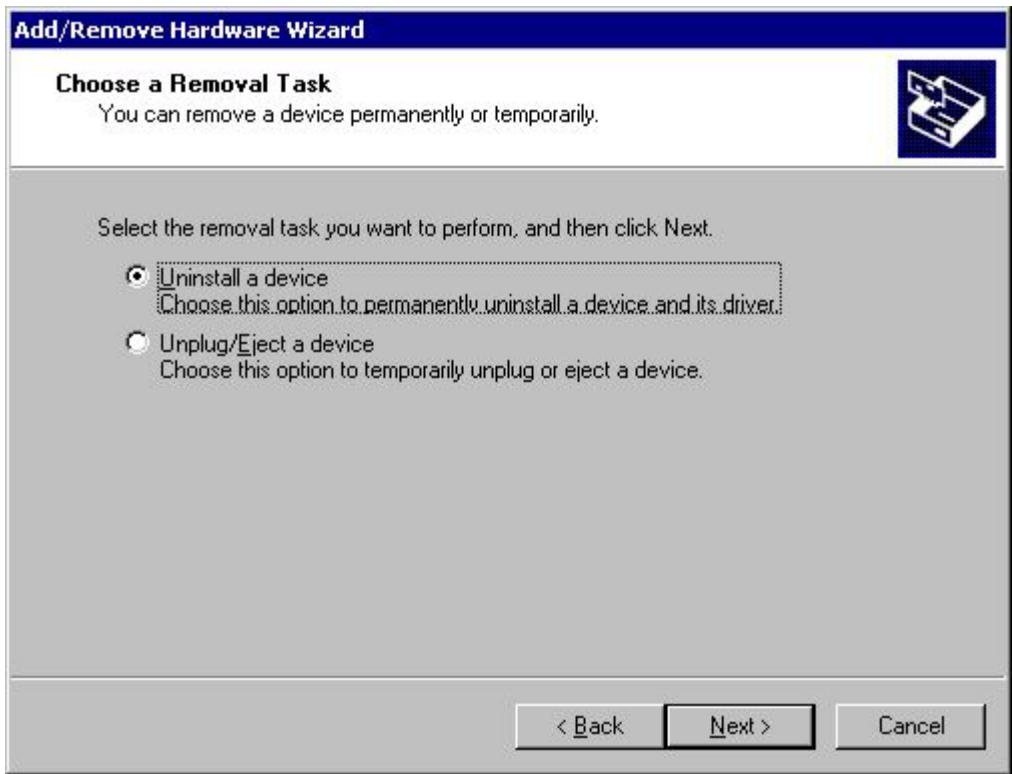 Add/Remove Hardware Wizard
Choose a Removal Task
You can remove a device permanently or temporarily.
Select the removal task you want to perform, and then click Next.
Uninstall a device
Choose this option to permanently uninstall a device and its driver.
Unplug/Eject a device
Choose this option to temporarily unplug or eject a device.
< Back Next > Cancel